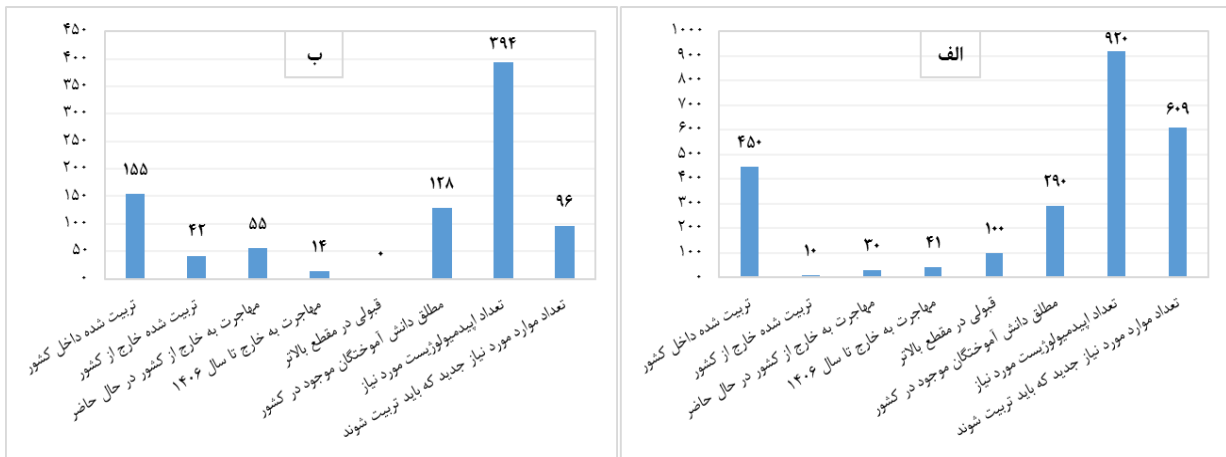 الف
۱۰۰۰
۹۰۰
۸۰۰
۷۰۰
۶۰۰
۵۰۰
۴۰۰
۳۰۰
۲۰۰
۱۰۰
۰
۴۵۰
۱۰
۳۰
۴۱
۱۰۰
۲۹۰
۹۲۰
۶۰۹
تربیت شده داخل کشور
تربیت شده خارج از کشور
مهاجرت به خارج از کشور در حال حاضر
مهاجرت به خارج تا سال ۱۴۰۶
قبولی در مقطع بالاتر
مطلق دانش آموختگان موجود در کشور
تعداد اپیدمیولوژیست مورد نیاز
تعداد موارد مورد نیاز جدید که باید تربیت شوند
ب
۴۵۰
۴۰۰
۳۵۰
۳۰۰
۲۵۰
۲۰۰
۱۵۰
۱۰۰
۵۰
۰
۱۵۵
۴۲
۵۵
۱۴
۰
۱۲۸
۳۹۴
۹۶
تربیت شده داخل کشور
تربیت شده خارج از کشور
مهاجرت به خارج از کشور در حال حاضر
مهاجرت به خارج تا سال ۱۴۰۶
قبولی در مقطع بالاتر
مطلق دانش آموختگان موجود در کشور
تعداد اپیدمیولوژیست مورد نیاز
تعداد موارد مورد نیاز جدید که باید تربیت شوند